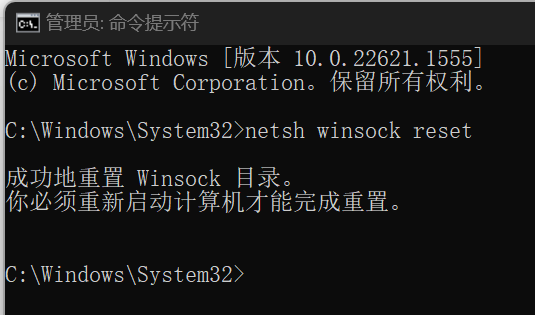 管理员: 命令提示符
Microsoft Windows [版本 10.0.22621.1555]
(c) Microsoft Corporation。保留所有权利。
C:\Windows\System32>netsh winsock reset
成功地重置 Winsock 目录。
你必须重新启动计算机才能完成重置。
C:\Windows\System32>